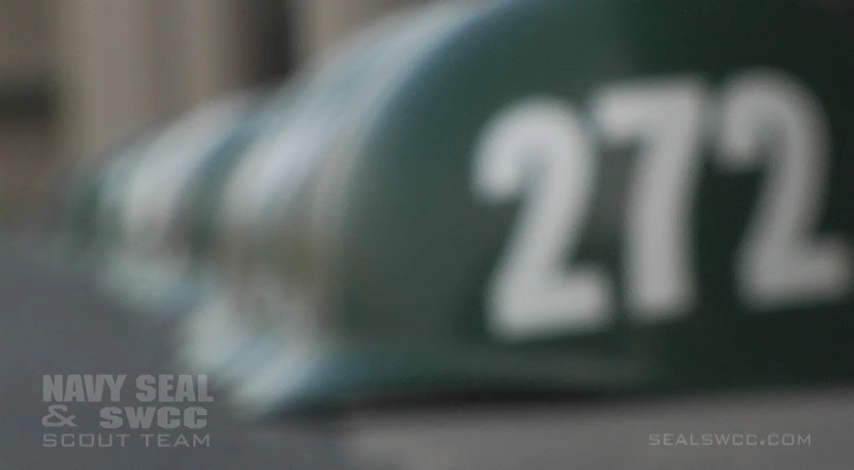 272
NAVY SEAL
& SWCC
SCOUT TEAM
SEALSWCC.COM